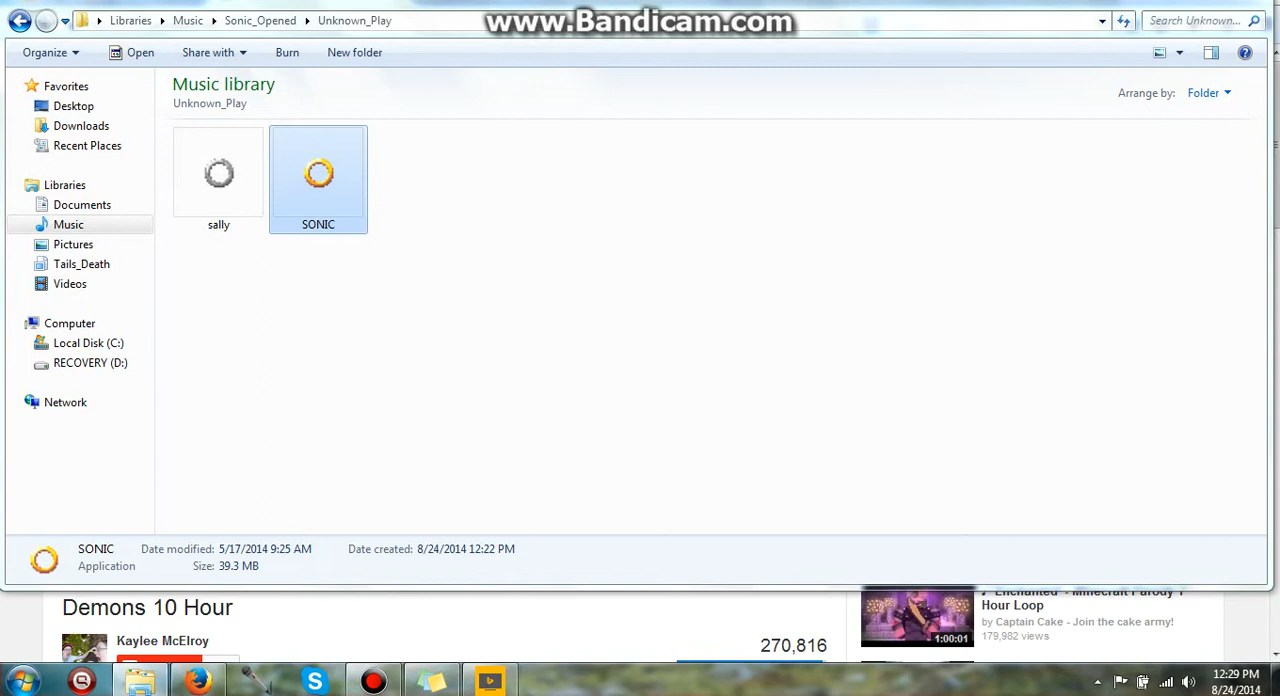 www.Bandicam.com
Libraries Music Sonic_Opened Unknown_Play
Search Unknown...
Organize Open Share with Burn New folder
Favorites
Desktop
Downloads
Recent Places
Libraries
Documents
Music
Pictures
Tails_Death
Videos
Computer
Local Disk (C:)
RECOVERY (D:)
Network
Music library
Unknown_Play
Arrange by: Folder
sally
SONIC
SONIC Date modified: 5/17/2014 9:25 AM Date created: 8/24/2014 12:22 PM
Application Size: 39.3 MB
Demons 10 Hour
Kaylee McElroy
270,816
"Enchanted" - Minecraft Parody 1
Hour Loop
by Captain Cake - Join the cake army!
179,982 views
1:00:01
12:29 PM
8/24/2014